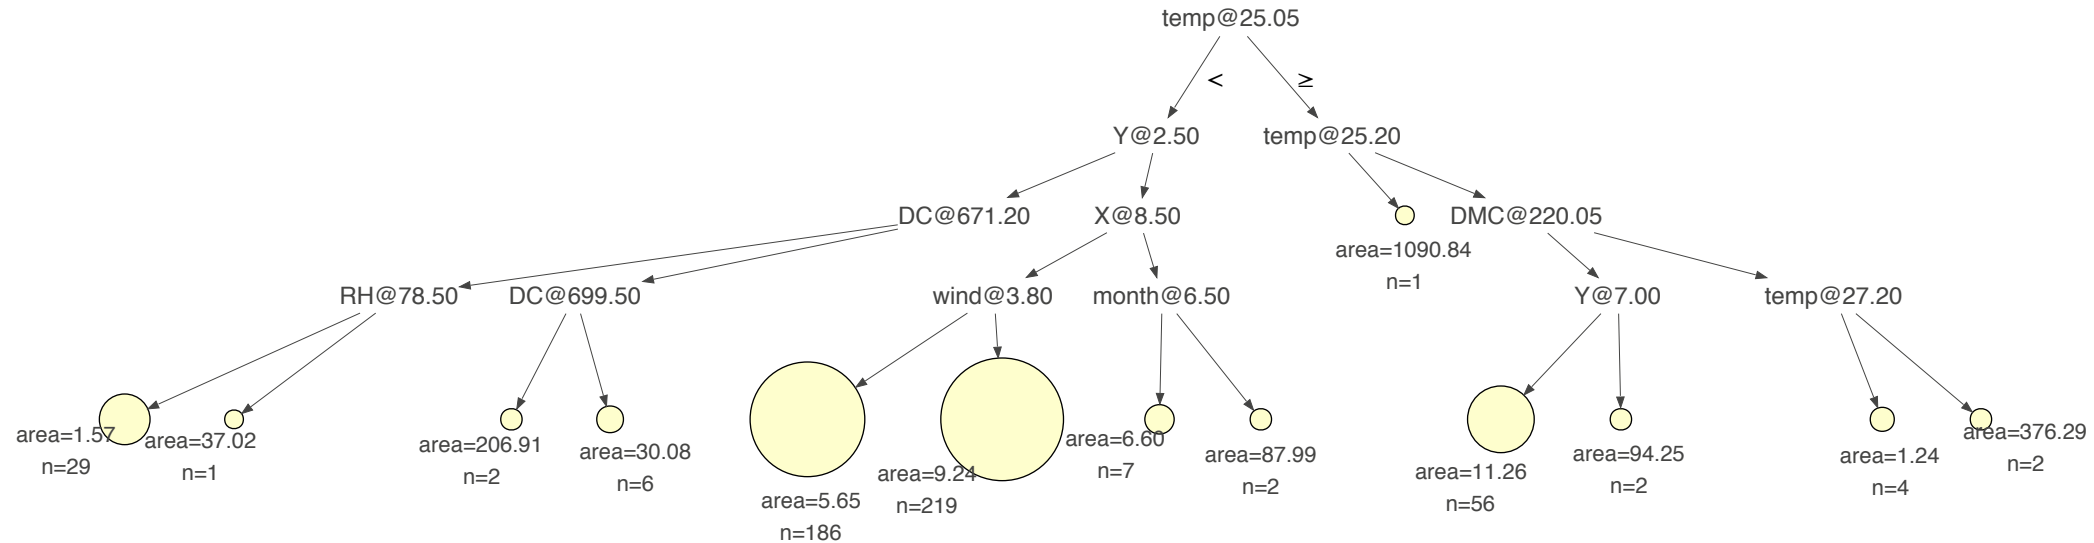 temp@25.05
<
≥
Y@2.50
temp@25.20
DC@671.20
X@8.50
area=1090.84
n=1
DMC@220.05
RH@78.50
DC@699.50
wind@3.80
month@6.50
Y@7.00
temp@27.20
area=1.57
n=29
area=37.02
n=1
area=206.91
n=2
area=30.08
n=6
area=5.65
n=186
area=9.24
n=219
area=6.60
n=7
area=87.99
n=2
area=11.26
n=56
area=94.25
n=2
area=1.24
n=4
area=376.29
n=2